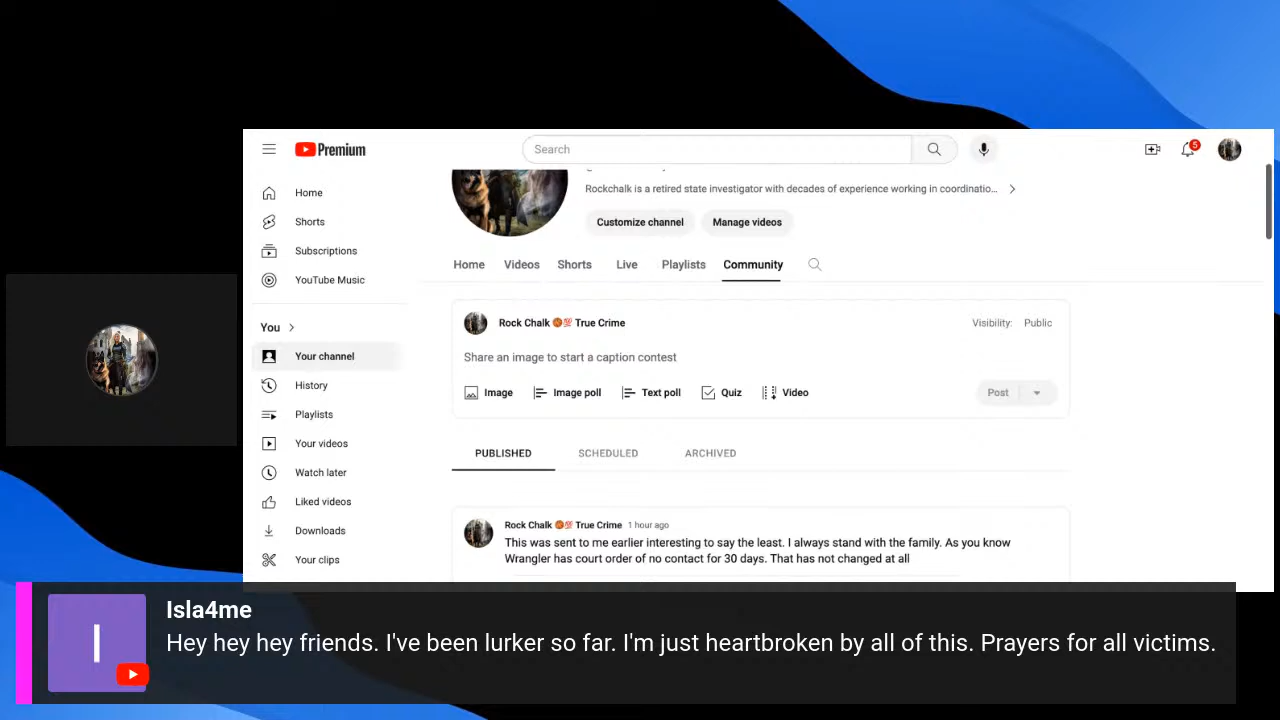 Premium
Search
5
Home
Shorts
Subscriptions
YouTube Music
You
Your channel
History
Playlists
Your videos
Watch later
Liked videos
Downloads
Your clips
Rockchalk is a retired state investigator with decades of experience working in coordinatio...
Customize channel Manage videos
Home Videos Shorts Live Playlists Community
Rock Chalk 🏀💯 True Crime Visibility: Public
Share an image to start a caption contest
Image Image poll Text poll Quiz Video Post
PUBLISHED SCHEDULED ARCHIVED
Rock Chalk 🏀💯 True Crime 1 hour ago
This was sent to me earlier interesting to say the least. I always stand with the family. As you know
Wrangler has court order of no contact for 30 days. That has not changed at all
I
Isla4me
Hey hey hey friends. I've been lurker so far. I'm just heartbroken by all of this. Prayers for all victims.